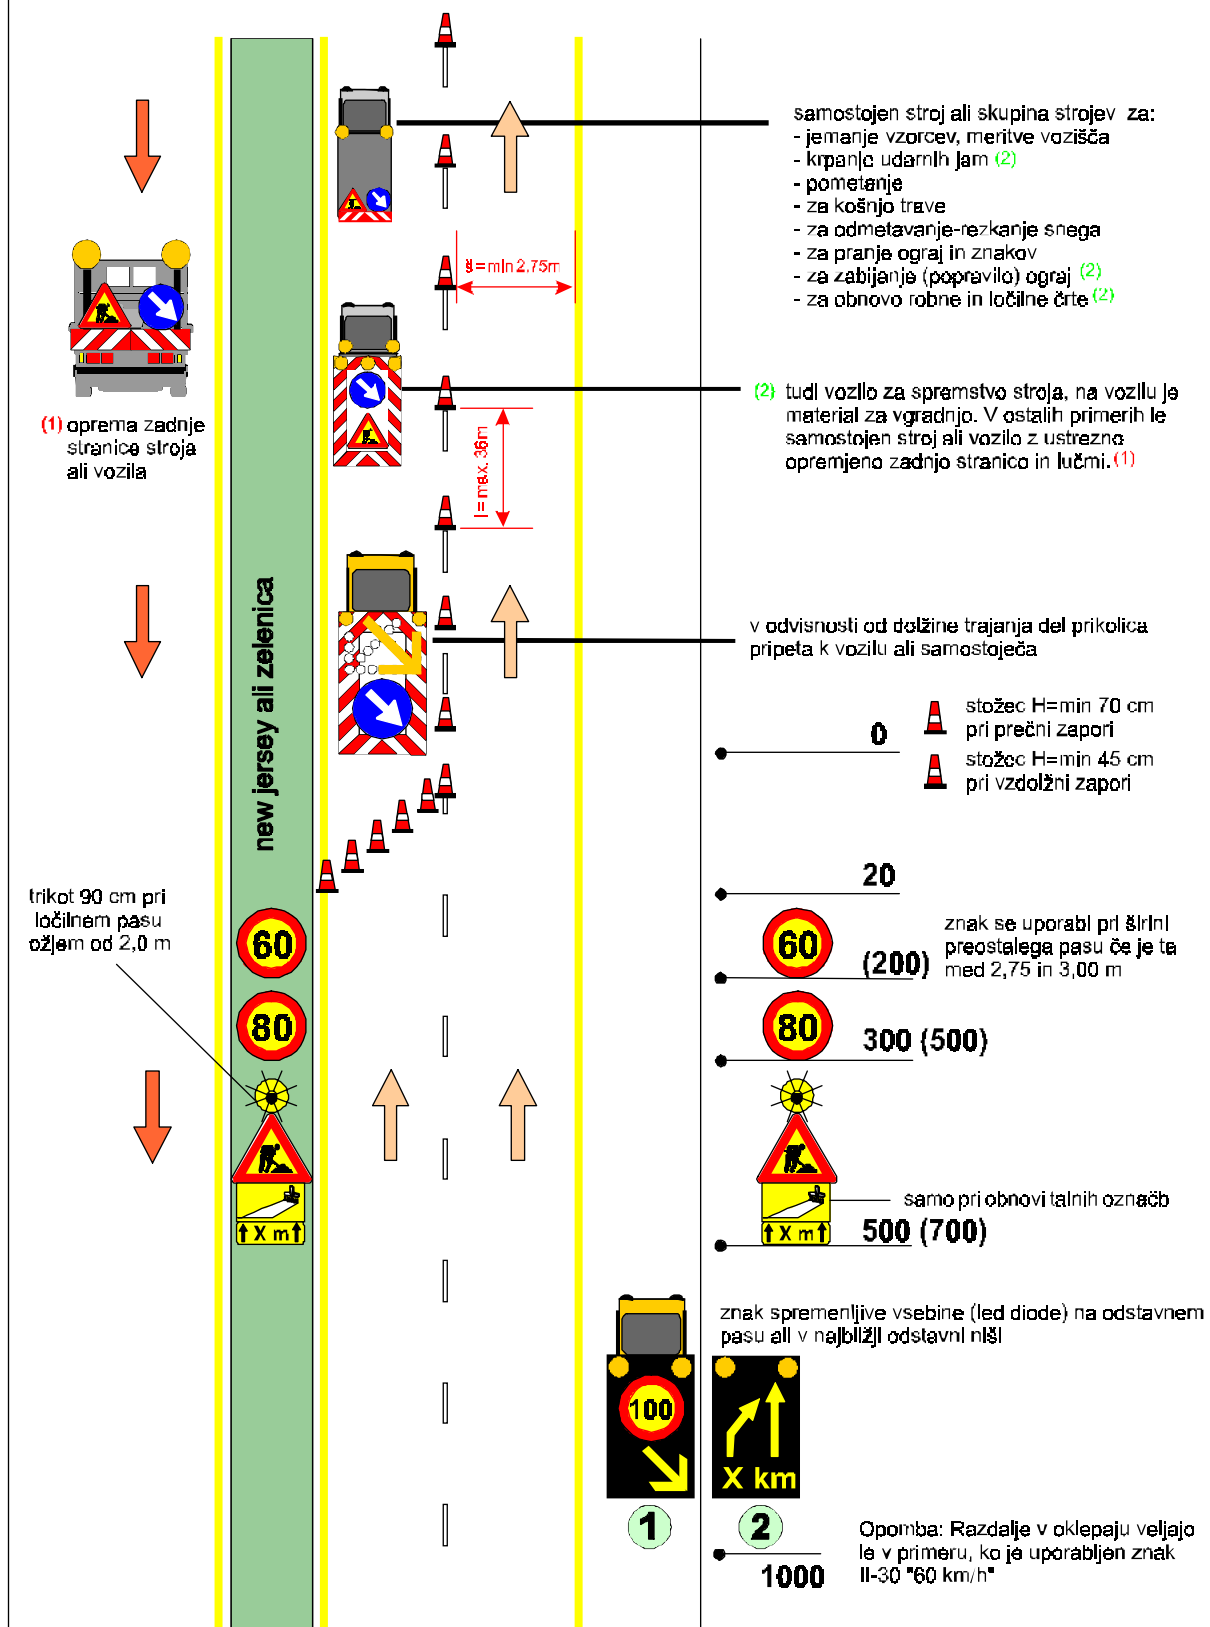 samostojen stroj ali skupina strojev za:
- jemanje vzorcev, meritve vozišča
- krpanje udarnih jam (2)
- pometanje
- za košnjo trave
- za odmetavanje-rezkanje snega
- za pranje ograj in znakov
- za zabijanje (popravilo) ograj (2)
- za obnovo robne in ločilne črte (2)
š=min2.75m
(1) oprema zadnje
stranice stroja
ali vozila
(2) tudi vozilo za spremstvo stroja, na vozilu je
material za vgradnjo. V ostalih primerih le
samostojen stroj ali vozilo z ustrezno
opremjeno zadnjo stranico in lučmi. (1)
l=max. 36m
new jersey ali zelenica
v odvisnosti od dolžine trajanja del prikolica
pripeta k vozilu ali samostoječa
stožec H=min 70 cm
pri prečni zapori
0
stožec H=min 45 cm
pri vzdolžni zapori
20
trikot 90 cm pri
ločilnem pasu
ožjem od 2,0 m
60
60
(200)
znak se uporabi pri širini
preostalega pasu če je ta
med 2,75 in 3,00 m
80
80
300 (500)
samo pri obnovi talnih označb
X m
X m
500 (700)
znak spremenljive vsebine (led diode) na odstavnem
pasu ali v najbližji odstavni niši
100
X km
1
2
1000
Opomba: Razdalje v oklepaju veljajo
le v primeru, ko je uporabljen znak
II-30 "60 km/h"